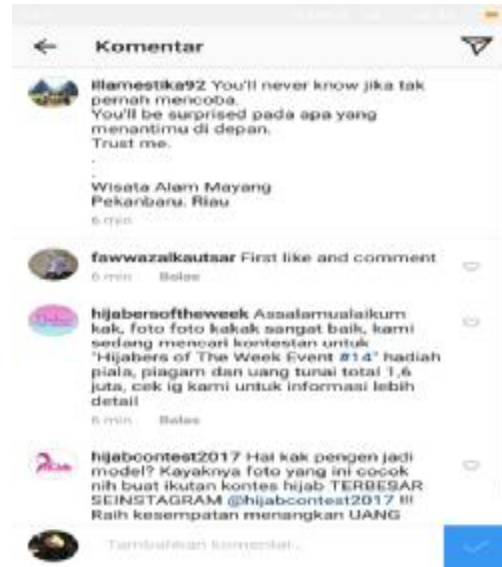 Komentar
illamestika92 You'll never know jika tak
pernah mencoba.
You'll be surprised pada apa yang
menantimu di depan.
Trust me.
.
.
Wisata Alam Mayang
Pekanbaru. Riau
6 min
fawwazalkautsar First like and comment
6 min Balas
hijabersoftheweek Assalamualaikum
kak, foto foto kakak sangat baik, kami
sedang mencari kontestan untuk
"Hijabers of The Week Event #14" hadiah
piala, piagam dan uang tunai total 1,6
juta, cek ig kami untuk informasi lebih
detail
6 min Balas
hijabcontest2017 Hai kak pengen jadi
model? Kayaknya foto yang ini cocok
nih buat ikutan kontes hijab TERBESAR
SEINSTAGRAM @hijabcontest2017 !!!
Raih kesempatan menangkan UANG
Tambahkan komentar...